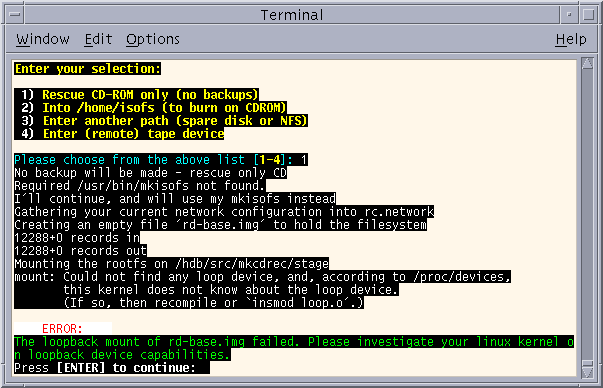 Terminal
Window Edit Options Help
Enter your selection:
1) Rescue CD-ROM only (no backups)
2) Into /home/isofs (to burn on CDROM)
3) Enter another path (spare disk or NFS)
4) Enter (remote) tape device
Please choose from the above list [1-4]: 1
No backup will be made - rescue only CD
Required /usr/bin/mkisofs not found.
I´ll continue, and will use my mkisofs instead
Gathering your current network configuration into rc.network
Creating an empty file ´rd-base.img´ to hold the filesystem
12288+0 records in
12288+0 records out
Mounting the rootfs on /hdb/src/mkcdrec/stage
mount: Could not find any loop device, and, according to /proc/devices,
this kernel does not know about the loop device.
(If so, then recompile or `insmod loop.o´.)
ERROR:
The loopback mount of rd-base.img failed. Please investigate your linux kernel o
n loopback device capabilities.
Press [ENTER] to continue: